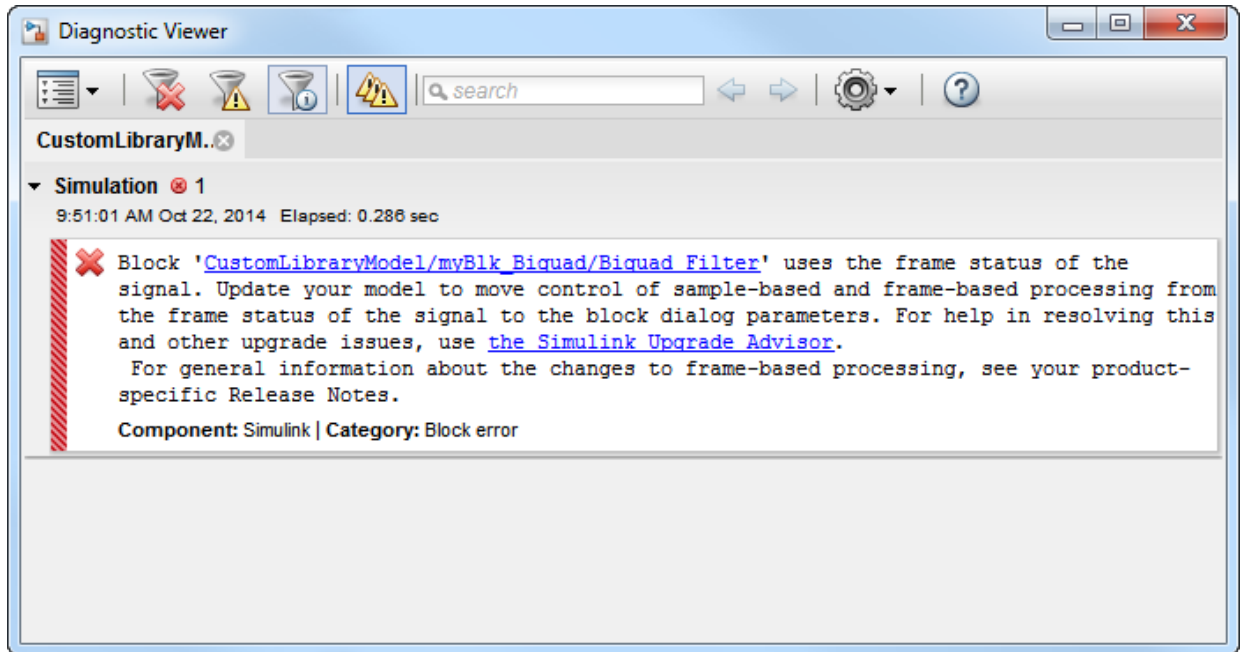 Diagnostic Viewer
search
CustomLibraryM..
Simulation 1
9:51:01 AM Oct 22, 2014 Elapsed: 0.286 sec
Block 'CustomLibraryModel/myBlk_Biquad/Biquad Filter' uses the frame status of the
signal. Update your model to move control of sample-based and frame-based processing from
the frame status of the signal to the block dialog parameters. For help in resolving this
and other upgrade issues, use the Simulink Upgrade Advisor.
For general information about the changes to frame-based processing, see your product-
specific Release Notes.
Component: Simulink | Category: Block error